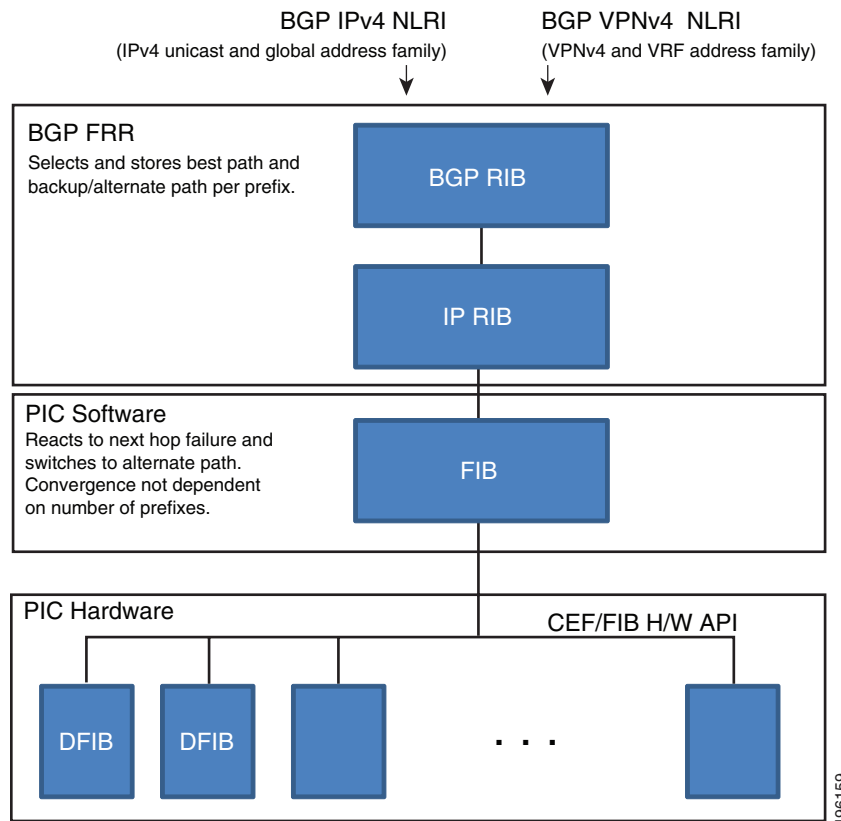 BGP IPv4 NLRI
(IPv4 unicast and global address family)
BGP VPNv4 NLRI
(VPNv4 and VRF address family)
BGP FRR
Selects and stores best path and
backup/alternate path per prefix.
BGP RIB
IP RIB
PIC Software
Reacts to next hop failure and
switches to alternate path.
Convergence not dependent
on number of prefixes.
FIB
PIC Hardware
CEF/FIB H/W API
DFIB
DFIB
. . .